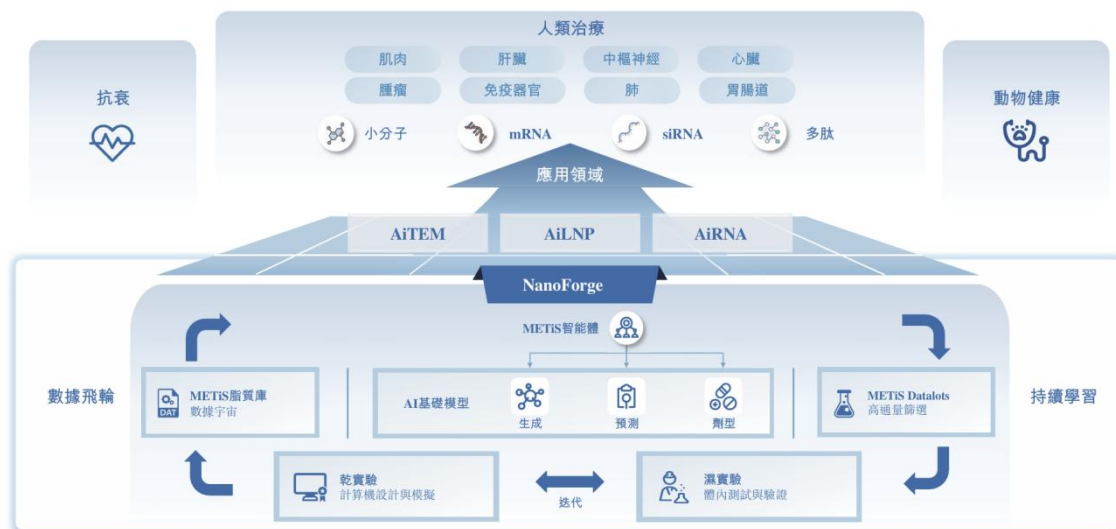 人類治療
肌肉
肝臟
中樞神經
心臟
腫瘤
免疫器官
肺
胃腸道
小分子
mRNA
siRNA
多肽
抗衰
動物健康
應用領域
AiTEM
AiLNP
AiRNA
NanoForge
METiS智能體
數據飛輪
METiS脂質庫
數據宇宙
DAT
AI基礎模型
生成
預測
劑型
METiS Datalots
高通量篩選
持續學習
乾實驗
計算機設計與模擬
迭代
濕實驗
體內測試與驗證